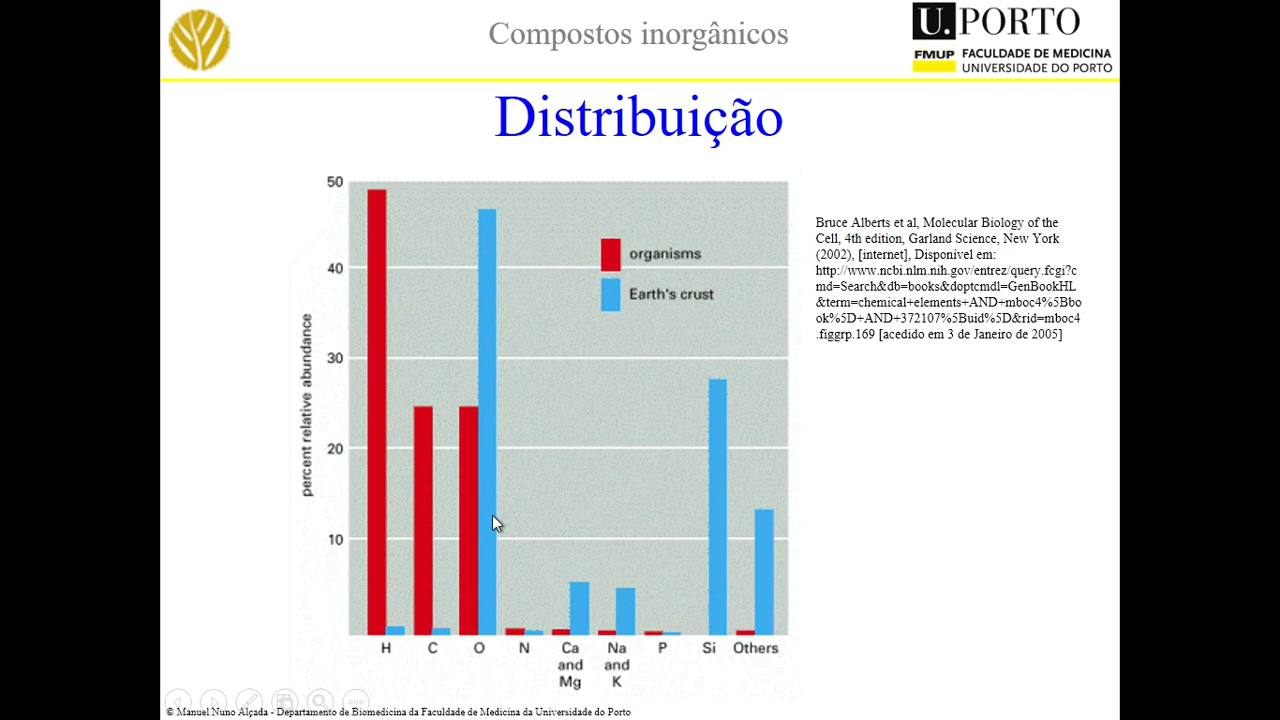 Compostos inorgânicos
U. PORTO
FMUP FACULDADE DE MEDICINA
UNIVERSIDADE DO PORTO
Distribuição
50
40
30
20
10
percent relative abundance
organisms
Earth's crust
H C O N Ca and Mg Na and K P Si Others
Bruce Alberts et al, Molecular Biology of the
Cell, 4th edition, Garland Science, New York
(2002), [internet], Disponível em:
http://www.ncbi.nlm.nih.gov/entrez/query.fcgi?c
md=Search&db=books&doptcmdl=GenBookHL
&term=chemical+elements+AND+mboc4%5Bbo
ok%5D+AND+372107%5Buid%5D&rid=mboc4
.figgrp.169 [acedido em 3 de Janeiro de 2005]
© Manuel Nuno Alçada - Departamento de Biomedicina da Faculdade de Medicina da Universidade do Porto